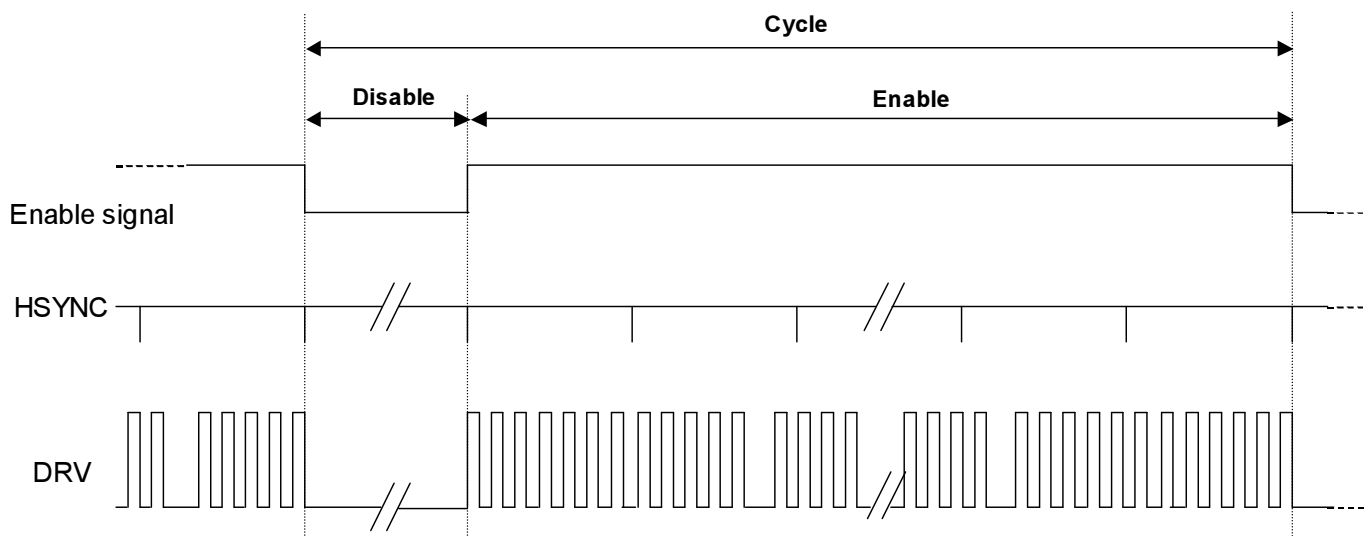 Cycle
Disable
Enable
Enable signal
HSYNC
DRV